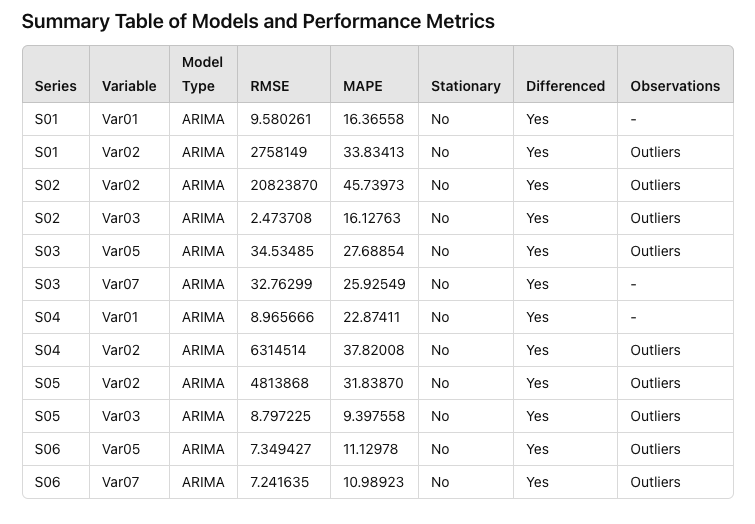 Summary Table of Models and Performance Metrics
Series Variable Model Type RMSE MAPE Stationary Differenced Observations
S01 Var01 ARIMA 9.580261 16.36558 No Yes -
S01 Var02 ARIMA 2758149 33.83413 No Yes Outliers
S02 Var02 ARIMA 20823870 45.73973 No Yes Outliers
S02 Var03 ARIMA 2.473708 16.12763 No Yes Outliers
S03 Var05 ARIMA 34.53485 27.68854 No Yes Outliers
S03 Var07 ARIMA 32.76299 25.92549 No Yes -
S04 Var01 ARIMA 8.965666 22.87411 No Yes -
S04 Var02 ARIMA 6314514 37.82008 No Yes Outliers
S05 Var02 ARIMA 4813868 31.83870 No Yes Outliers
S05 Var03 ARIMA 8.797225 9.397558 No Yes Outliers
S06 Var05 ARIMA 7.349427 11.12978 No Yes Outliers
S06 Var07 ARIMA 7.241635 10.98923 No Yes Outliers